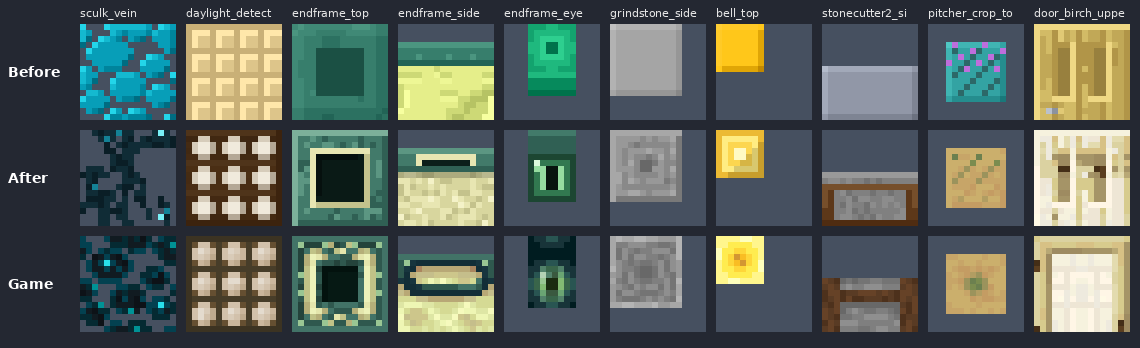 sculk_vein daylight_detect endframe_top endframe_side endframe_eye grindstone_side bell_top stonecutter2_si pitcher_crop_to door_birch_uppe
Before
After
Game